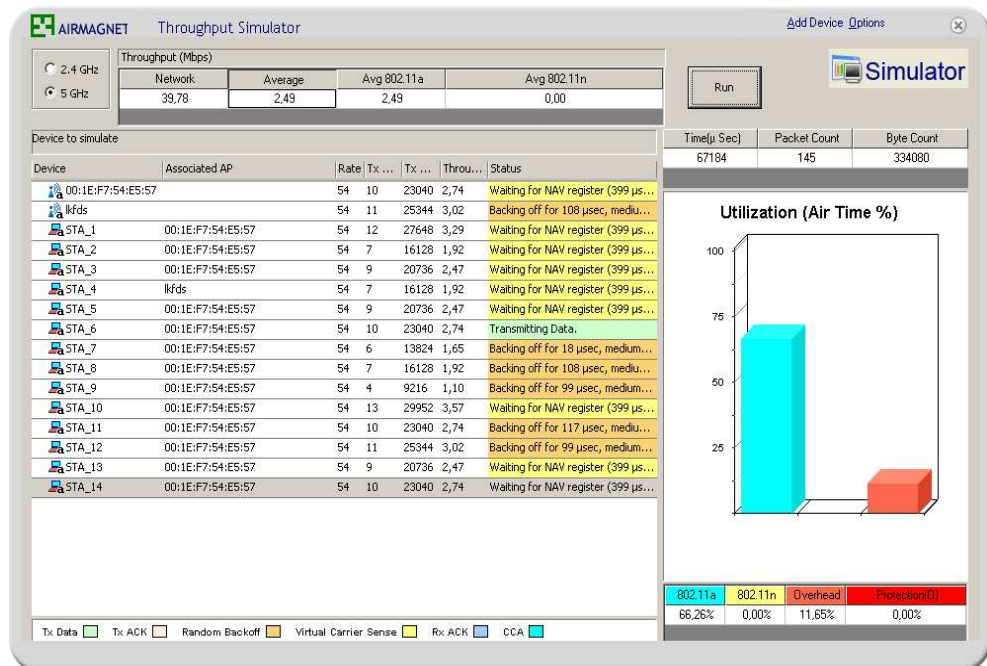 AIRMAGNET Throughput Simulator Add Device Options
2.4 GHz
5 GHz
Throughput (Mbps)
Network Average Avg 802.11a Avg 802.11n
39,78 2,49 2,49 0,00
Run
Simulator
Device to simulate
Time(μ Sec) Packet Count Byte Count
67184 145 334080
Device Associated AP Rate Tx ... Tx ... Throu... Status
00:1E:F7:54:E5:57 54 10 23040 2,74 Waiting for NAV register (399 µs...
lkfds 54 11 25344 3,02 Backing off for 108 µsec, mediu...
STA_1 00:1E:F7:54:E5:57 54 12 27648 3,29 Waiting for NAV register (399 µs...
STA_2 00:1E:F7:54:E5:57 54 7 16128 1,92 Waiting for NAV register (399 µs...
STA_3 00:1E:F7:54:E5:57 54 9 20736 2,47 Waiting for NAV register (399 µs...
STA_4 lkfds 54 7 16128 1,92 Waiting for NAV register (399 µs...
STA_5 00:1E:F7:54:E5:57 54 9 20736 2,47 Waiting for NAV register (399 µs...
STA_6 00:1E:F7:54:E5:57 54 10 23040 2,74 Transmitting Data.
STA_7 00:1E:F7:54:E5:57 54 6 13824 1,65 Backing off for 18 µsec, medium...
STA_8 00:1E:F7:54:E5:57 54 7 16128 1,92 Backing off for 108 µsec, mediu...
STA_9 00:1E:F7:54:E5:57 54 4 9216 1,10 Backing off for 99 µsec, medium...
STA_10 00:1E:F7:54:E5:57 54 13 29952 3,57 Waiting for NAV register (399 µs...
STA_11 00:1E:F7:54:E5:57 54 10 23040 2,74 Backing off for 117 µsec, mediu...
STA_12 00:1E:F7:54:E5:57 54 11 25344 3,02 Backing off for 99 µsec, medium...
STA_13 00:1E:F7:54:E5:57 54 9 20736 2,47 Waiting for NAV register (399 µs...
STA_14 00:1E:F7:54:E5:57 54 10 23040 2,74 Waiting for NAV register (399 µs...
Utilization (Air Time %)
100
75
50
25
802.11a 802.11n Overhead Protection(0)
66,26% 0,00% 11,65% 0,00%
Tx Data Tx ACK Random Backoff Virtual Carrier Sense Rx ACK CCA